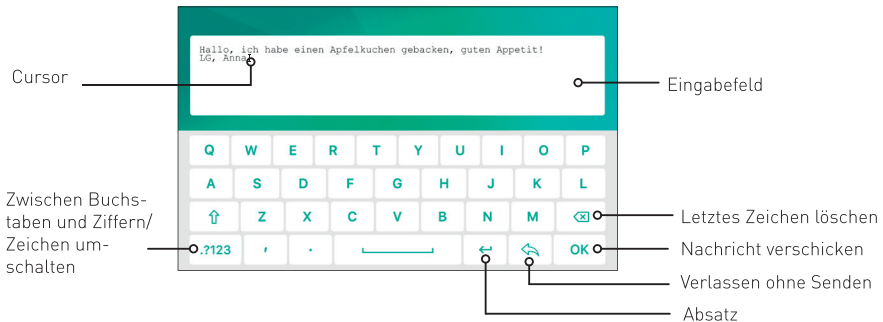 Hallo, ich habe einen Apfelkuchen gebacken, guten Appetit!
LG, Anna
Cursor
Eingabefeld
Q W E R T Y U I O P
A S D F G H J K L
Z X C V B N M
Zwischen Buchs-
taben und Ziffern/
Zeichen um-
schalten
.?123 , . OK
Letztes Zeichen löschen
Nachricht verschicken
Verlassen ohne Senden
Absatz